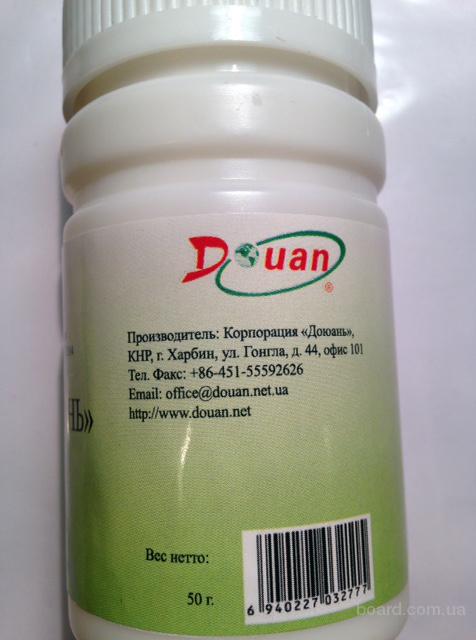 Douan
®
Производитель: Корпорация «Доюань»,
КНР, г. Харбин, ул. Гонгла, д. 44, офис 101
Тел. Факс: +86-451-55592626
Email: office@douan.net.ua
http://www.douan.net
НЬ»
Вес нетто:
50 г.
6 940227 032777
board.com.ua